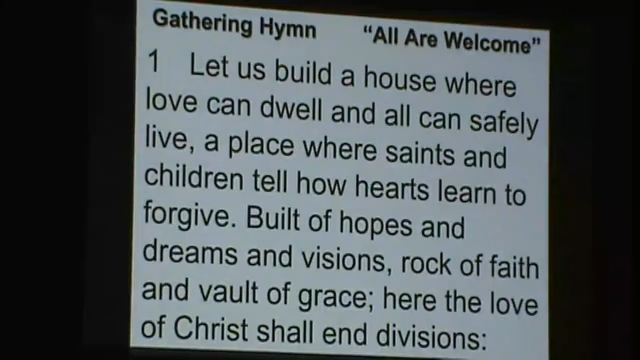 Gathering Hymn “All Are Welcome”
1 Let us build a house where
love can dwell and all can safely
live, a place where saints and
children tell how hearts learn to
forgive. Built of hopes and
dreams and visions, rock of faith
and vault of grace; here the love
of Christ shall end divisions: